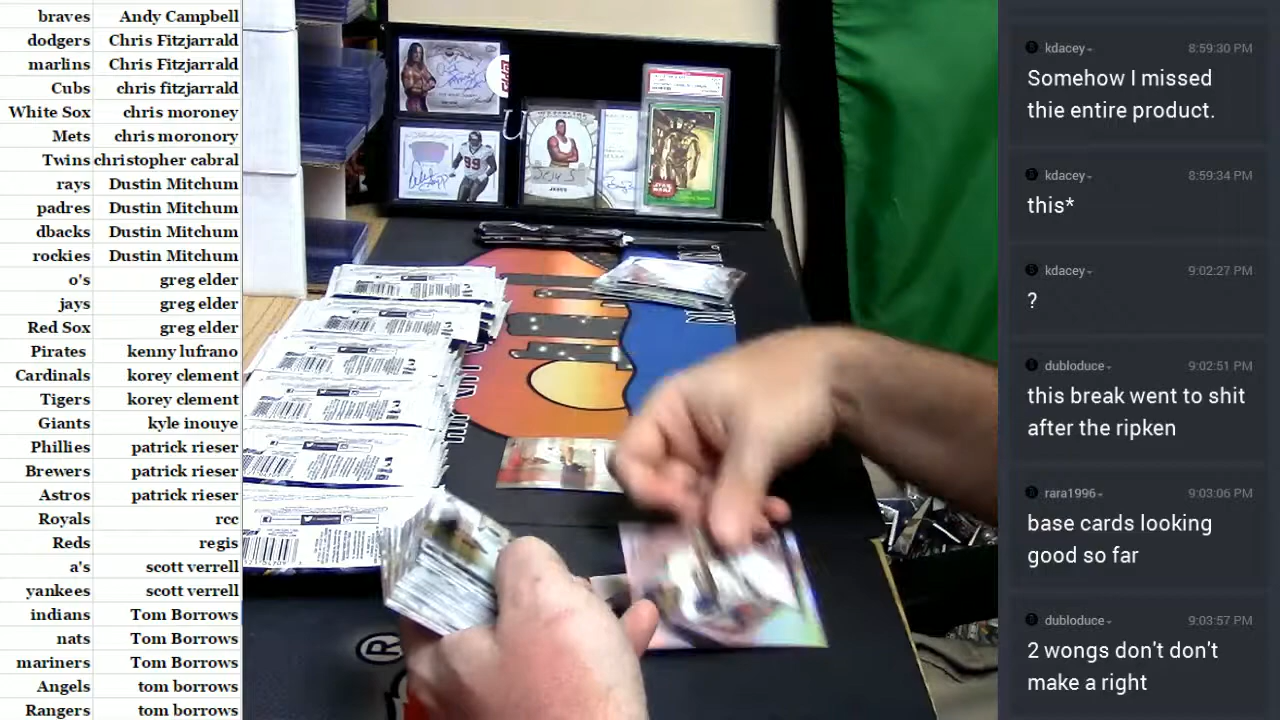 braves Andy Campbell
dodgers Chris Fitzjarrald
marlins Chris Fitzjarrald
Cubs chris fitzjarrald
White Sox chris moroney
Mets chris moronory
Twins christopher cabral
rays Dustin Mitchum
padres Dustin Mitchum
dbacks Dustin Mitchum
rockies Dustin Mitchum
o's greg elder
jays greg elder
Red Sox greg elder
Pirates kenny lufrano
Cardinals korey clement
Tigers korey clement
Giants kyle inouye
Phillies patrick rieser
Brewers patrick rieser
Astros patrick rieser
Royals rcc
Reds regis
a's scott verrell
yankees scott verrell
indians Tom Borrows
nats Tom Borrows
mariners Tom Borrows
Angels tom borrows
Rangers tom borrows
99
STAR
WARS
kdacey 8:59:30 PM
Somehow I missed
thie entire product.
kdacey 8:59:34 PM
this*
kdacey 9:02:27 PM
?
dubloduce 9:02:51 PM
this break went to shit
after the ripken
rara1996 9:03:06 PM
base cards looking
good so far
dubloduce 9:03:57 PM
2 wongs don't don't
make a right